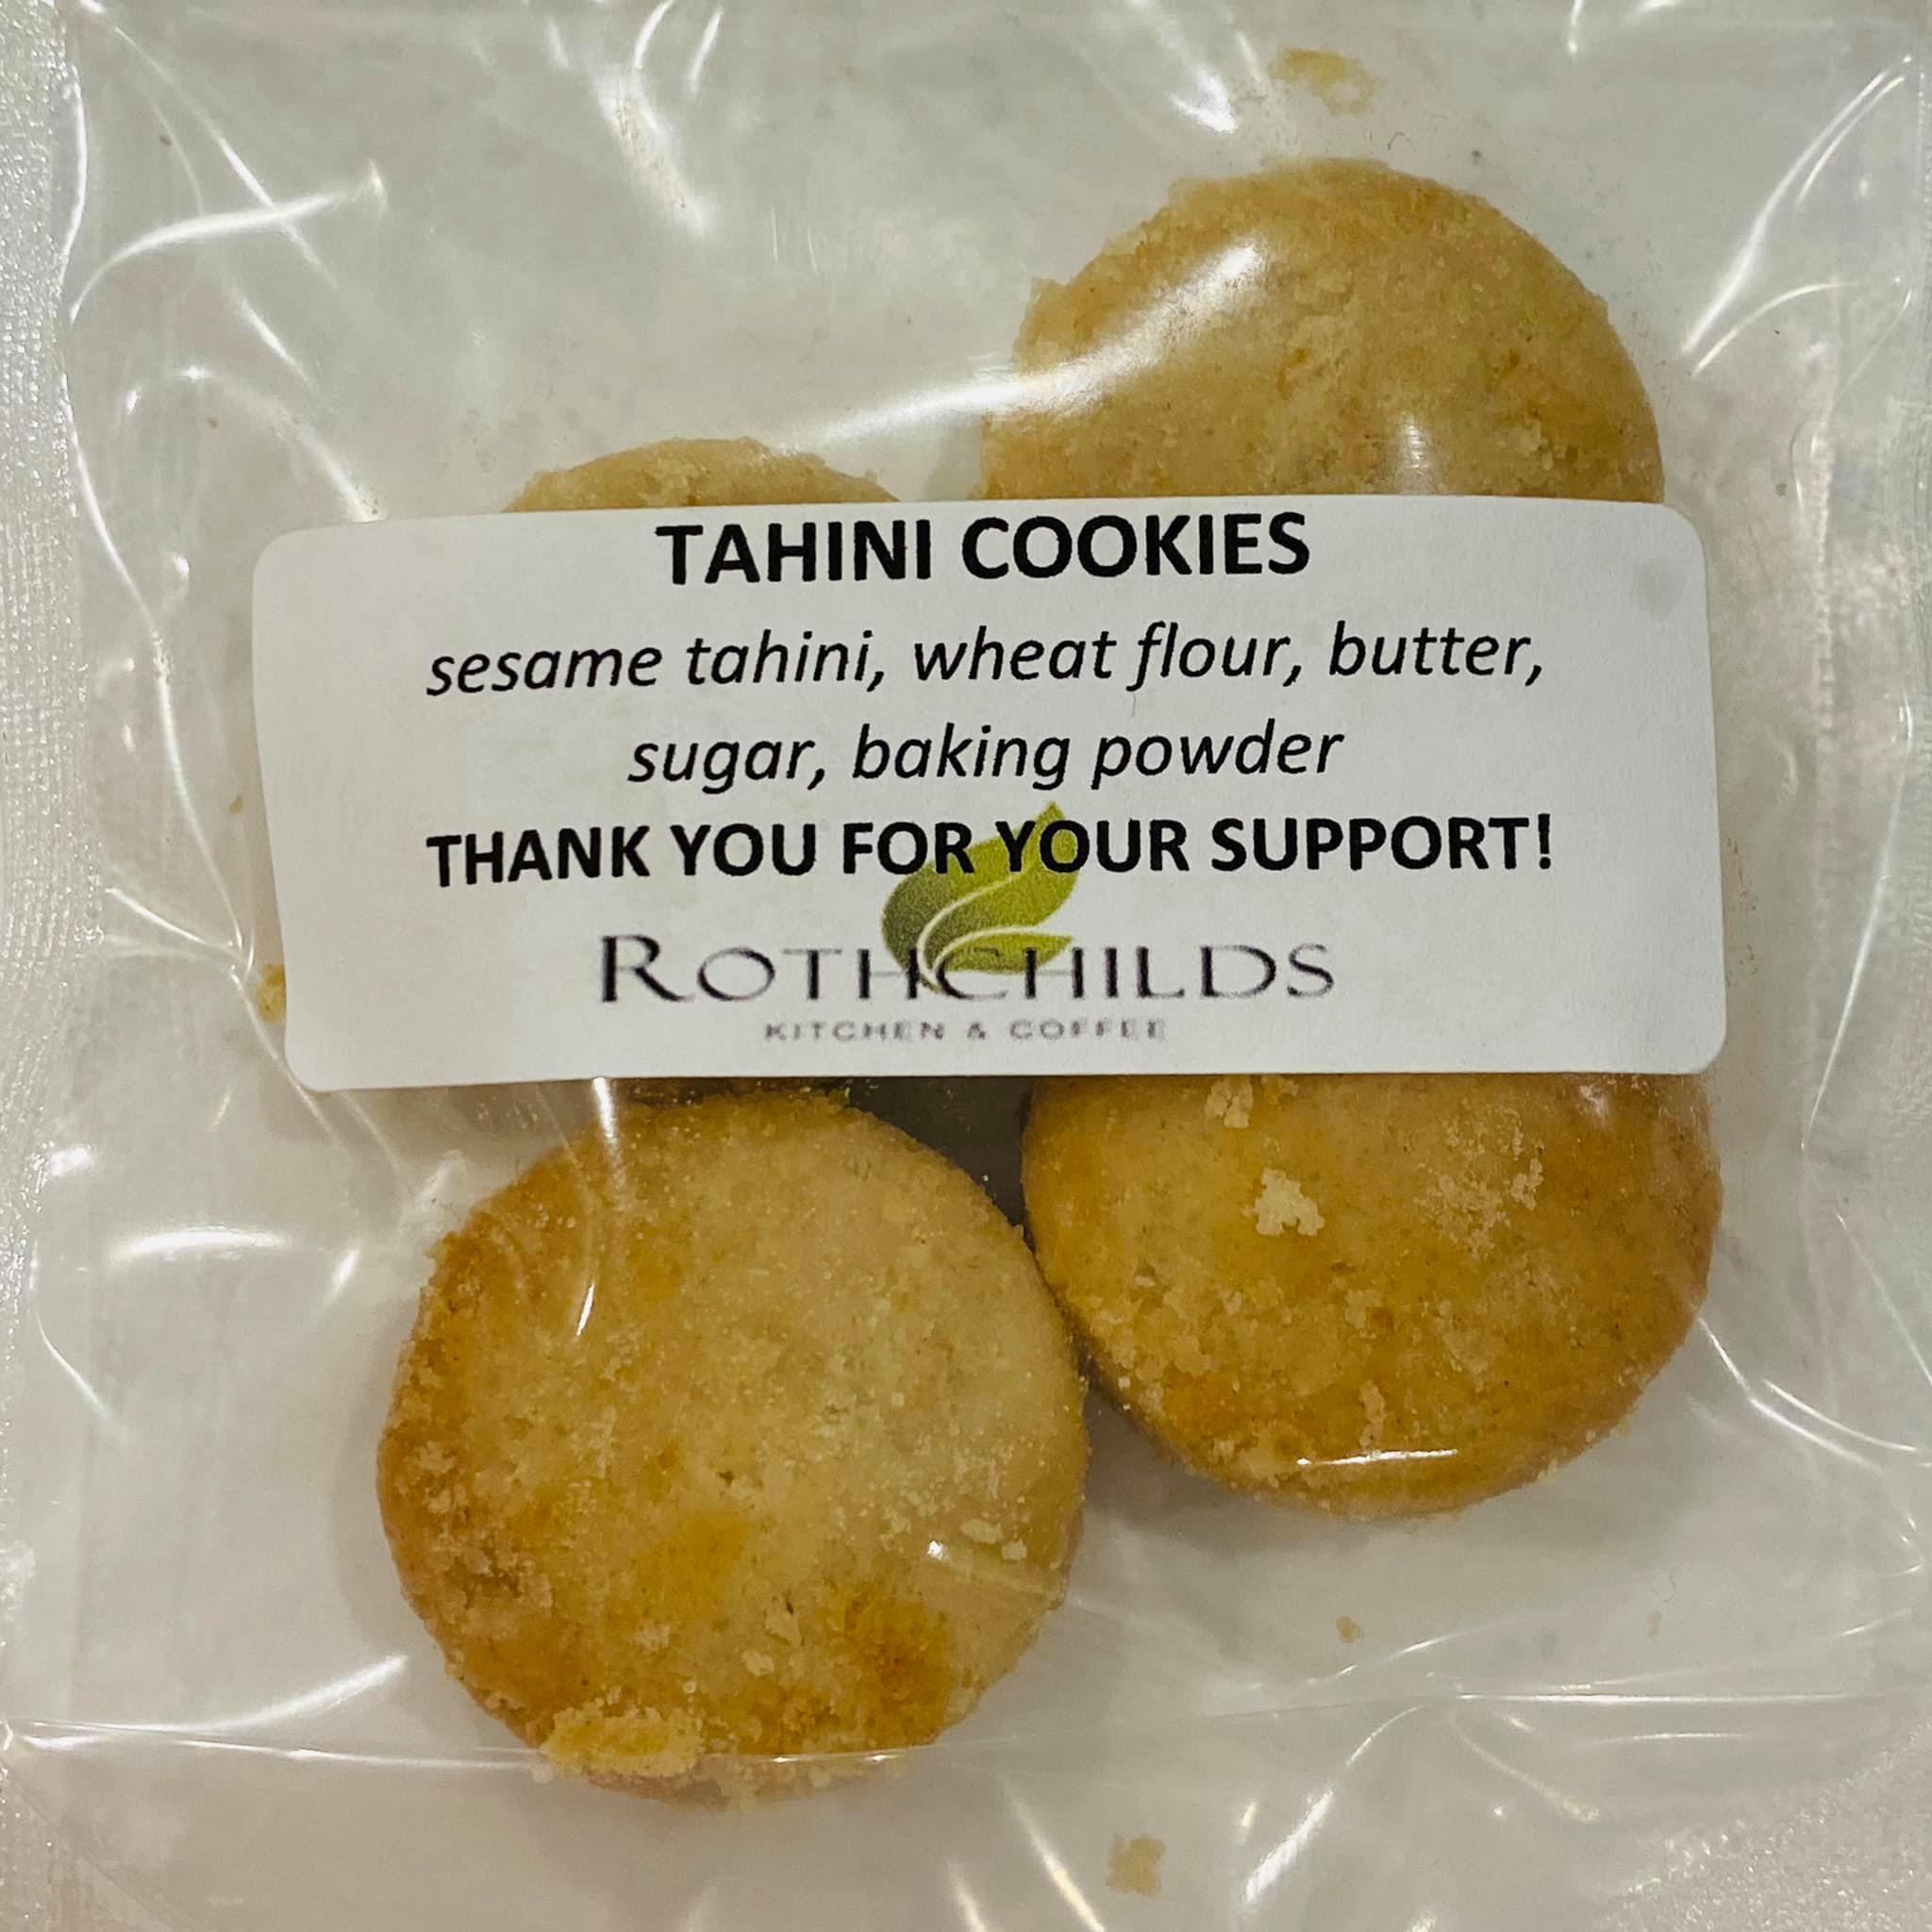 TAHINI COOKIES
sesame tahini, wheat flour, butter,
sugar, baking powder
THANK YOU FOR YOUR SUPPORT!
ROTHCHILDS
KITCHEN & COFFEE